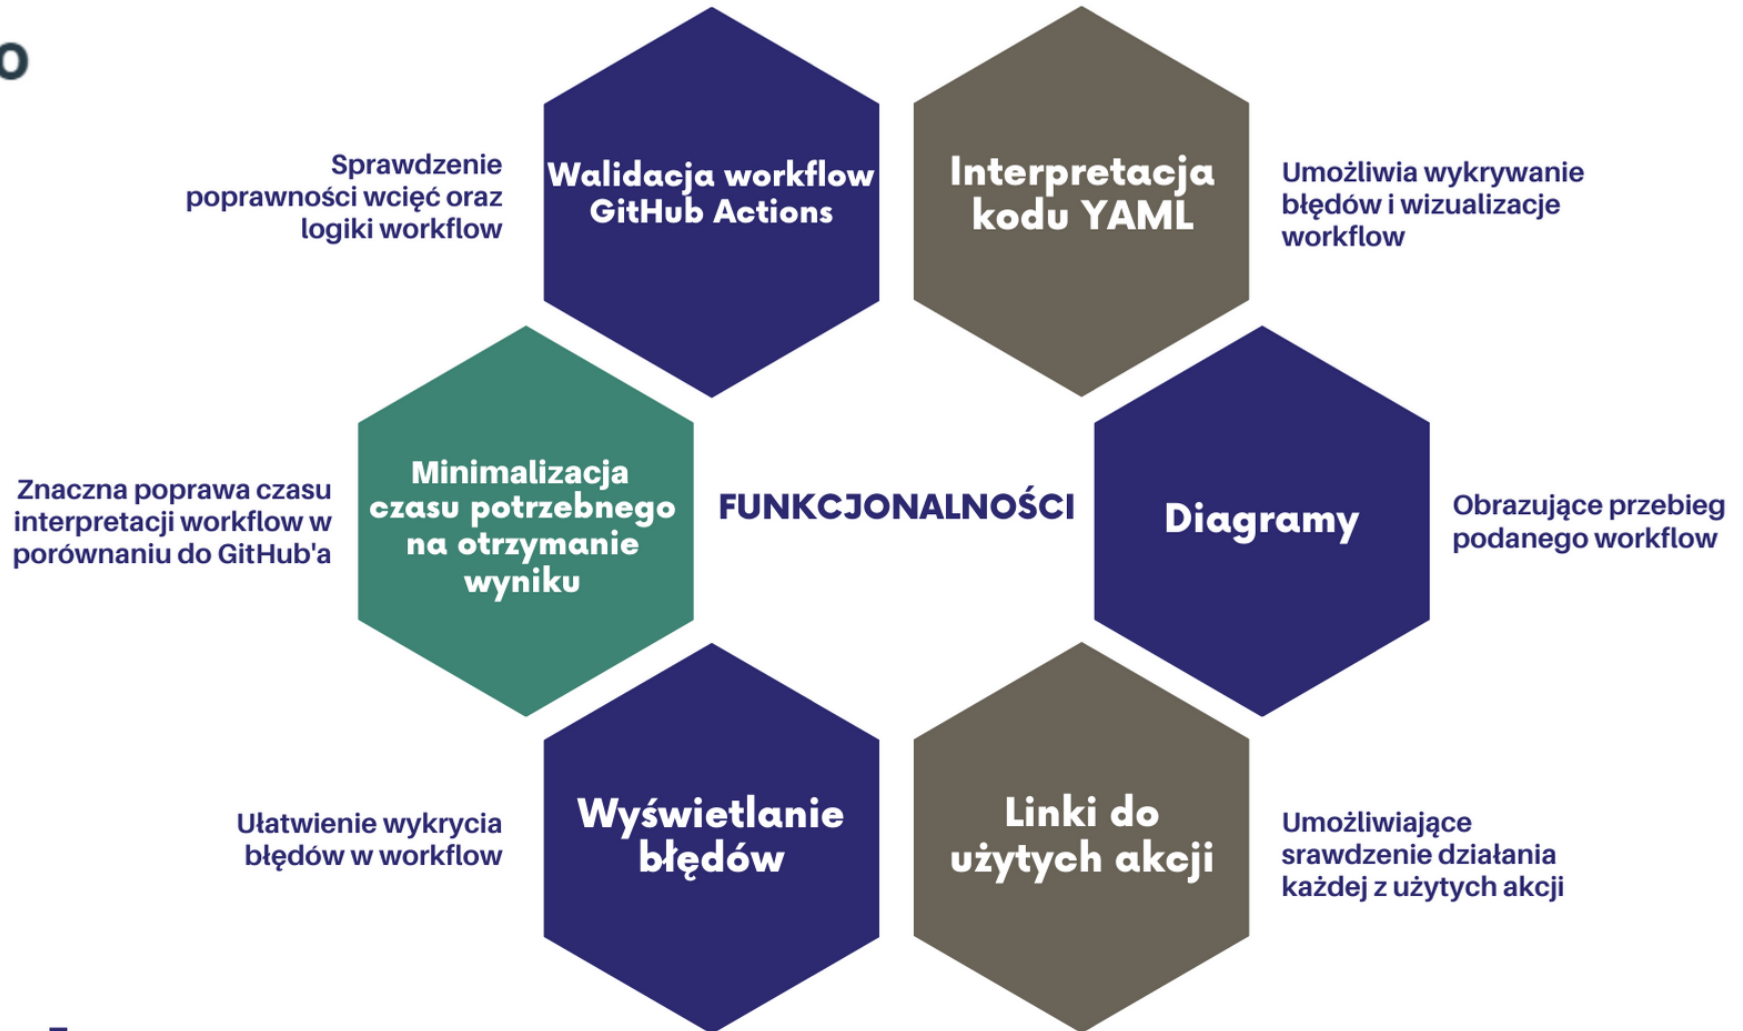 o
Sprawdzenie
poprawności wcięć oraz
logiki workflow
Walidacja workflow
GitHub Actions
Interpretacja
kodu YAML
Umożliwia wykrywanie
błędów i wizualizacje
workflow
Znaczna poprawa czasu
interpretacji workflow w
porównaniu do GitHub'a
Minimalizacja
czasu potrzebnego
na otrzymanie
wyniku
FUNKCJONALNOŚCI
Diagramy
Obrazujące przebieg
podanego workflow
Ułatwienie wykrycia
błędów w workflow
Wyświetlanie
błędów
Linki do
użytych akcji
Umożliwiające
srawdzenie działania
każdej z użytych akcji